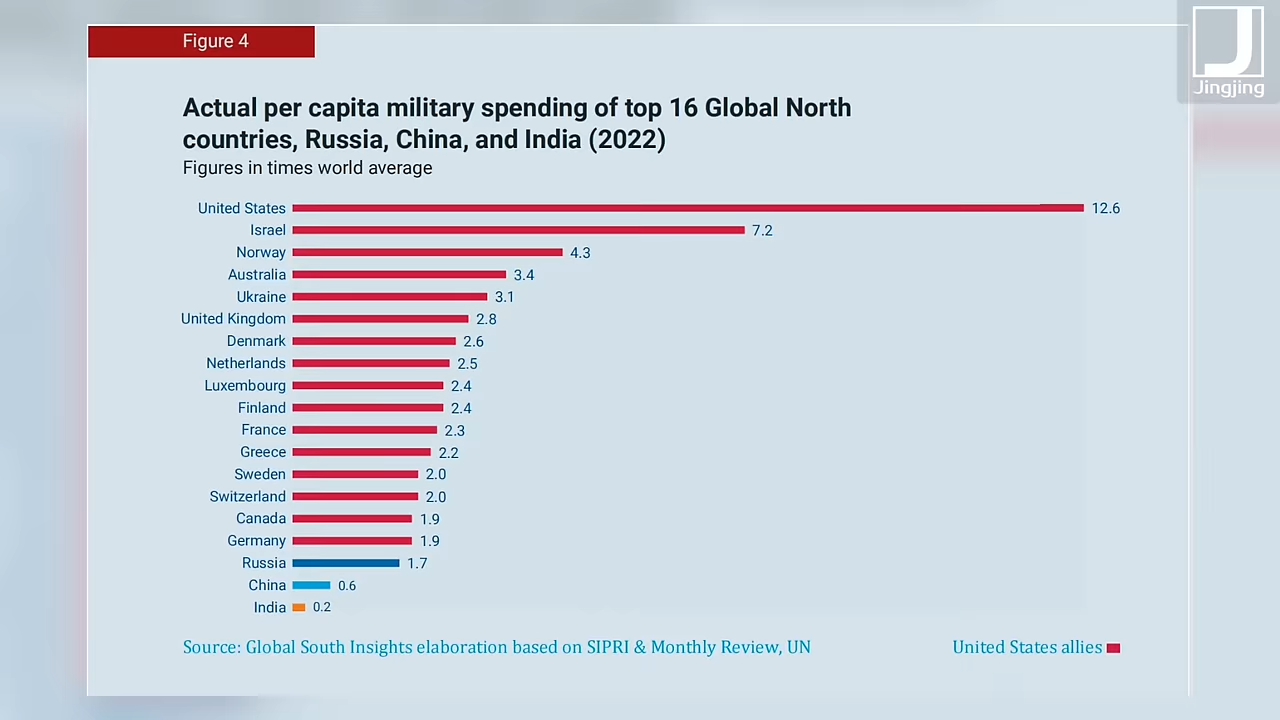 Figure 4
Jingjing
Actual per capita military spending of top 16 Global North
countries, Russia, China, and India (2022)
Figures in times world average
United States 12.6
Israel 7.2
Norway 4.3
Australia 3.4
Ukraine 3.1
United Kingdom 2.8
Denmark 2.6
Netherlands 2.5
Luxembourg 2.4
Finland 2.4
France 2.3
Greece 2.2
Sweden 2.0
Switzerland 2.0
Canada 1.9
Germany 1.9
Russia 1.7
China 0.6
India 0.2
Source: Global South Insights elaboration based on SIPRI & Monthly Review, UN United States allies